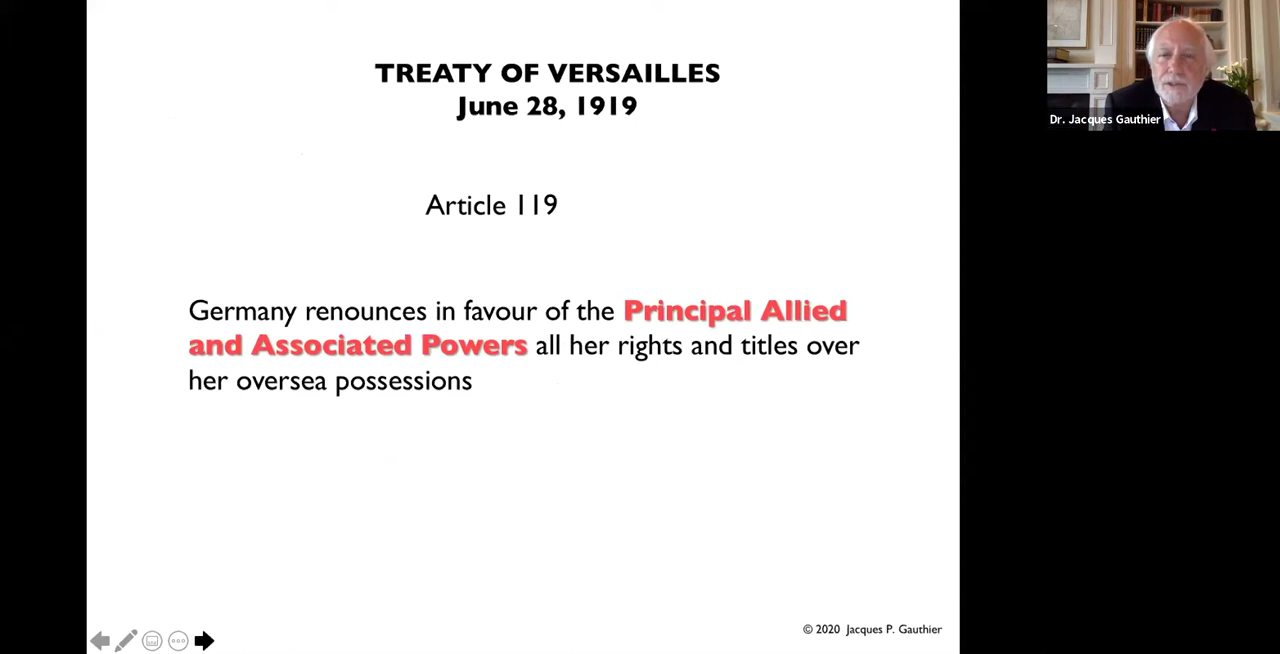 TREATY OF VERSAILLES
June 28, 1919
Article 119
Germany renounces in favour of the Principal Allied
and Associated Powers all her rights and titles over
her oversea possessions
© 2020 Jacques P. Gauthier
Dr. Jacques Gauthier